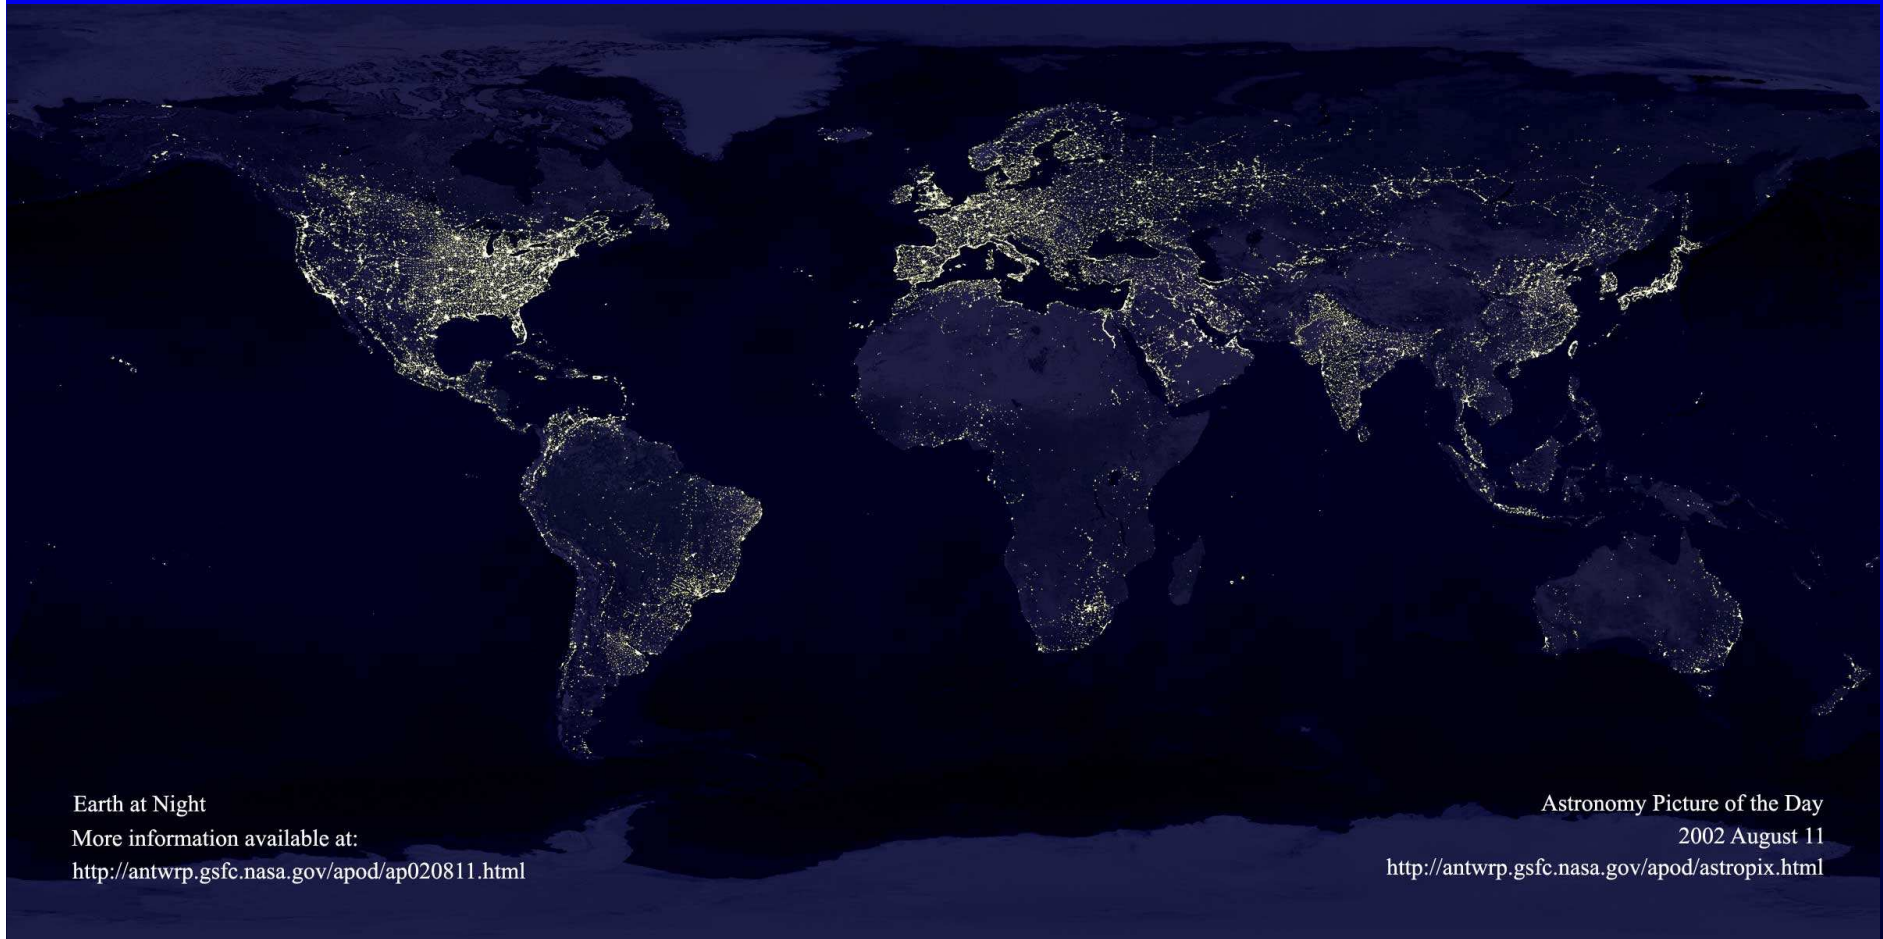 Earth at Night
More information available at:
http://antwrp.gsfc.nasa.gov/apod/ap020811.html
Astronomy Picture of the Day
2002 August 11
http://antwrp.gsfc.nasa.gov/apod/astropix.html